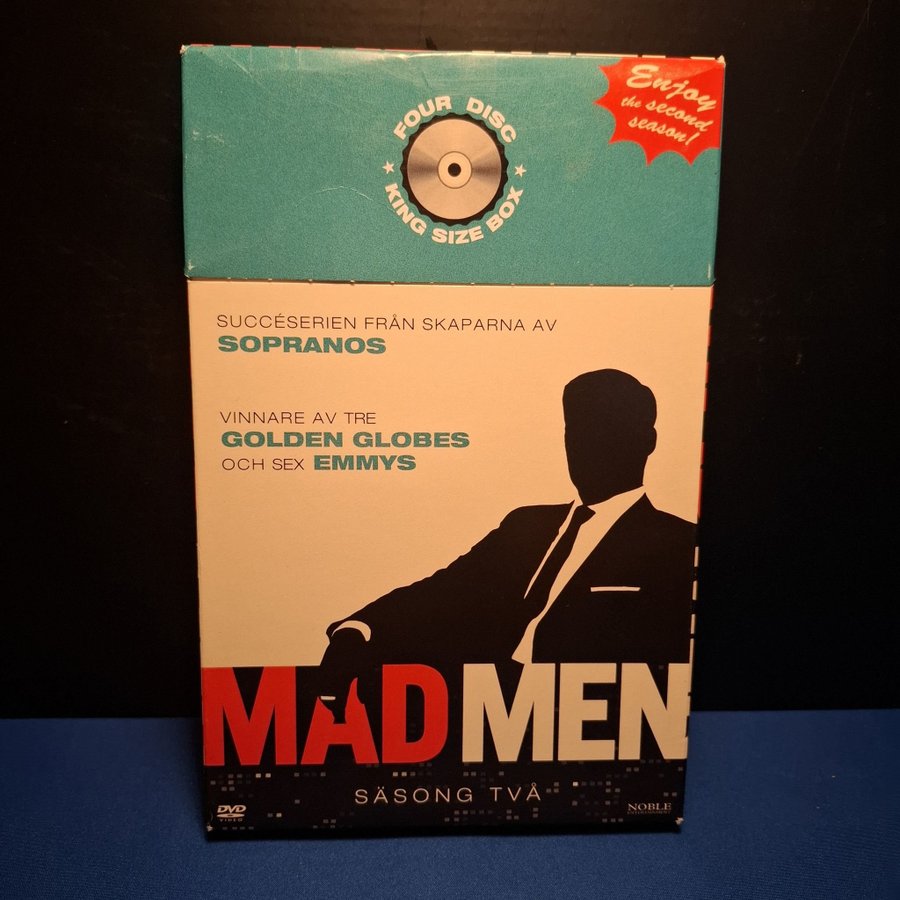 Enjoy
the second
season!
FOUR DISC
KING SIZE BOX
SUCCÉSERIEN FRÅN SKAPARNA AV
SOPRANOS
VINNARE AV TRE
GOLDEN GLOBES
OCH SEX EMMYS
MAD MEN
SÄSONG TVÅ
DVD
VIDEO
NOBLE
ENTERTAINMENT